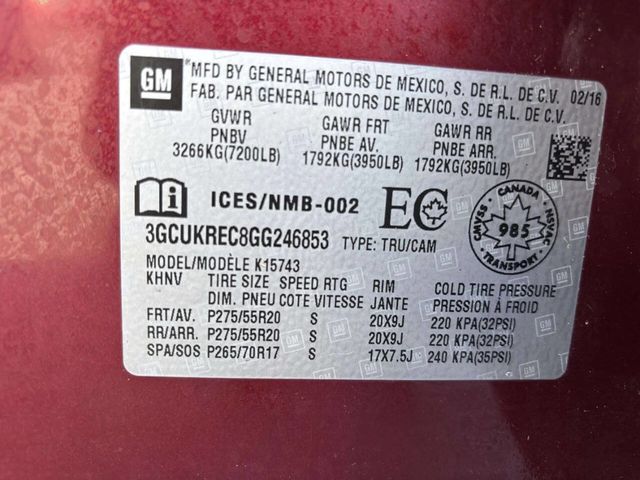 GM
MFD BY GENERAL MOTORS DE MEXICO, S. DE R.L. DE C.V. 02/16
FAB. PAR GENERAL MOTORS DE MEXICO, S. DE R.L. DE C.V.
GVWR GAWR FRT GAWR RR
PNBV PNBE AV. PNBE ARR.
3266KG(7200LB) 1792KG(3950LB) 1792KG(3950LB)
i ICES/NMB-002 EC
CANADA
CMVSS 985 NSVAC
TRANSPORT
3GCUKREC8GG246853 TYPE: TRU/CAM
MODEL/MODÈLE K15743
KHNV TIRE SIZE SPEED RTG RIM COLD TIRE PRESSURE
DIM. PNEU COTE VITESSE JANTE PRESSION À FROID
FRT/AV. P275/55R20 S 20X9J 220 KPA(32PSI)
RR/ARR. P275/55R20 S 20X9J 220 KPA(32PSI)
SPA/SOS P265/70R17 S 17X7.5J 240 KPA(35PSI)